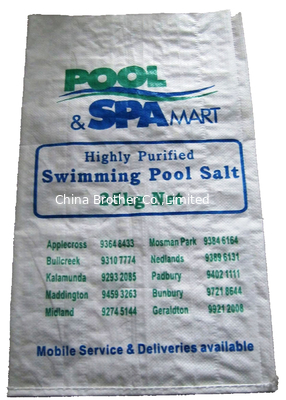 POOL
& SPA MART
Highly Purified
Swimming Pool Salt
China Brother Co., Limited
Net
Applecross 9364 8433 Mosman Park 9384 6164
Bullcreek 9310 7774 Nedlands 9389 6131
Kalamunda 9293 2085 Padbury 9402 1111
Maddington 9459 3263 Bunbury 9721 8644
Midland 9274 5144 Geraldton 9921 2008
Mobile Service & Deliveries available